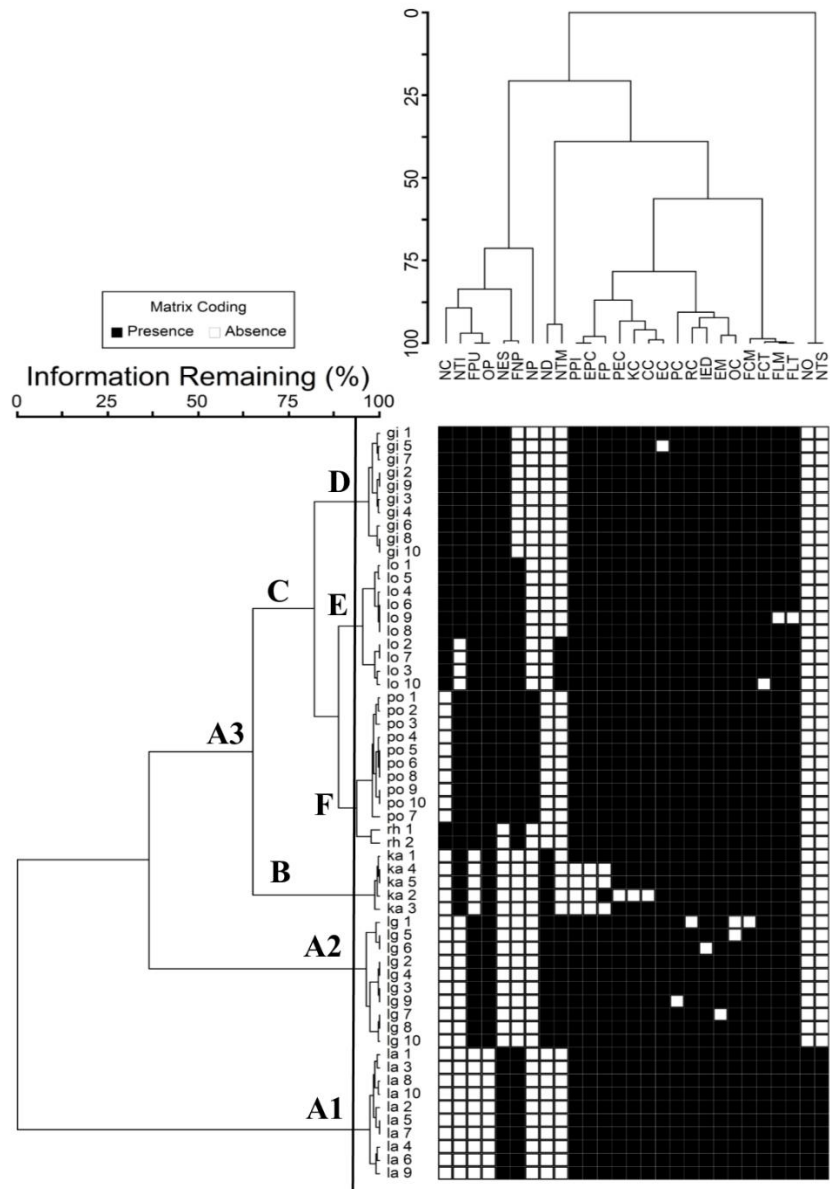 0
25
50
75
100
Matrix Coding
Presence Absence
NC NTI FPU OP NES FNP NP ND NTM PPI EPC FP PEC KC CC EC PC RC IED EM OC FCM FCT FLM FLT NO NTS
Information Remaining (%)
0 25 50 75 100
gi 1
gi 5
gi 7
gi 2
D gi 9
gi 3
gi 4
gi 6
gi 8
gi 10
lo 1
lo 5
C E lo 4
lo 6
lo 9
lo 8
lo 2
lo 7
lo 3
lo 10
po 1
po 2
po 3
A3 po 4
po 5
po 6
po 8
po 9
F po 10
po 7
rh 1
rh 2
ka 1
B ka 4
ka 5
ka 2
ka 3
lg 1
lg 5
A2 lg 6
lg 2
lg 4
lg 3
lg 9
lg 7
lg 8
lg 10
la 1
la 3
la 8
la 10
A1 la 2
la 5
la 7
la 4
la 6
la 9